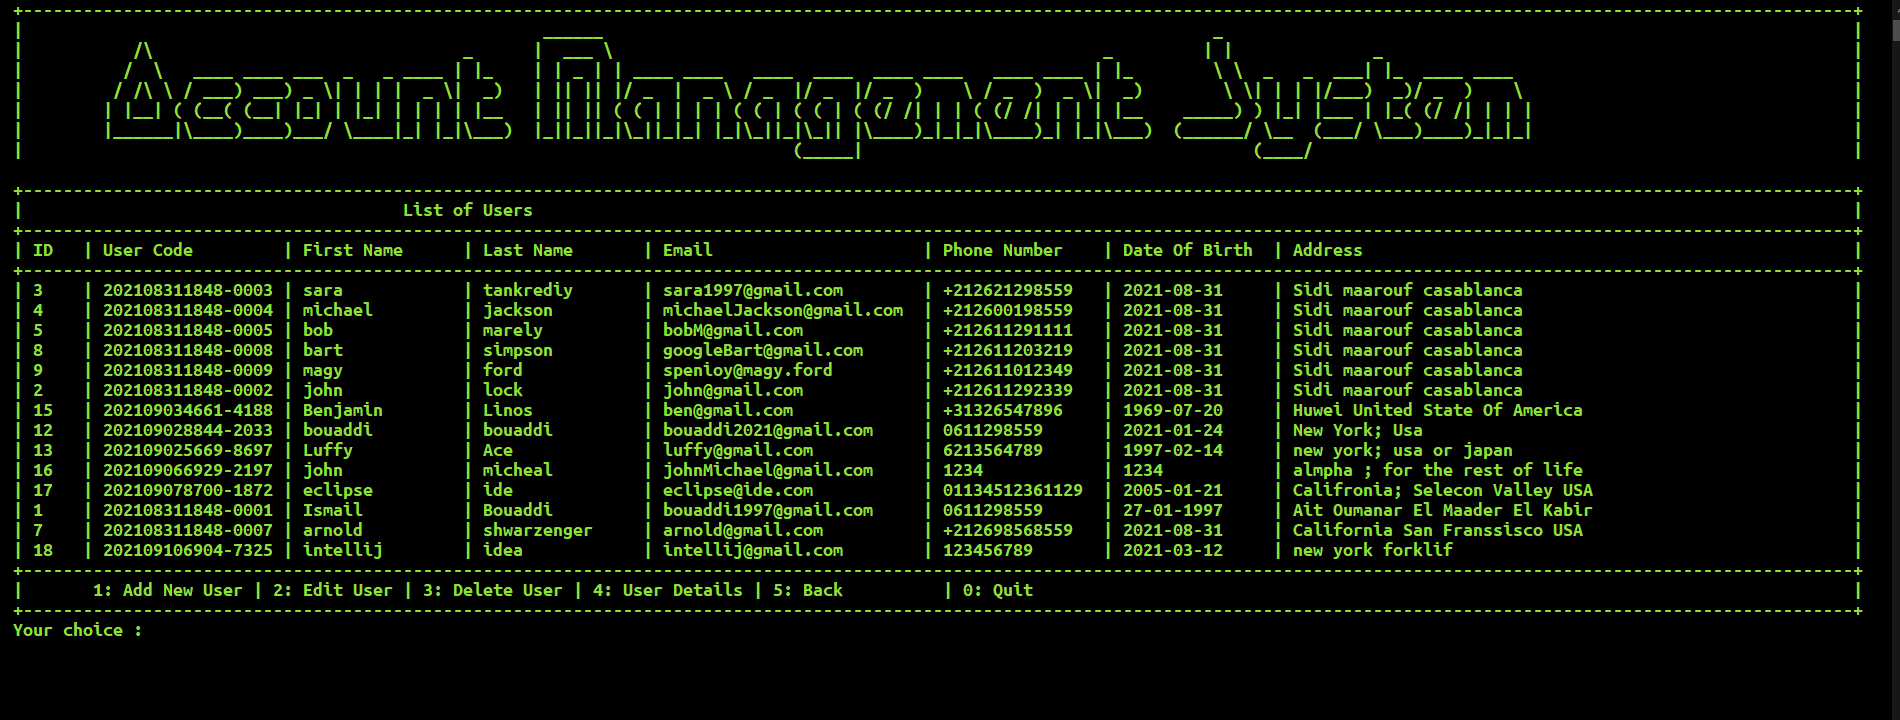 Account Management System
List of Users
| ID | User Code | First Name | Last Name | Email | Phone Number | Date Of Birth | Address |
| 3 | 202108311848-0003 | sara | tankrediy | sara1997@gmail.com | +212621298559 | 2021-08-31 | Sidi maarouf casablanca |
| 4 | 202108311848-0004 | michael | jackson | michaelJackson@gmail.com | +212600198559 | 2021-08-31 | Sidi maarouf casablanca |
| 5 | 202108311848-0005 | bob | marely | bobM@gmail.com | +212611291111 | 2021-08-31 | Sidi maarouf casablanca |
| 8 | 202108311848-0008 | bart | simpson | googleBart@gmail.com | +212611203219 | 2021-08-31 | Sidi maarouf casablanca |
| 9 | 202108311848-0009 | magy | ford | spenioy@magy.ford | +212611012349 | 2021-08-31 | Sidi maarouf casablanca |
| 2 | 202108311848-0002 | john | lock | john@gmail.com | +212611292339 | 2021-08-31 | Sidi maarouf casablanca |
| 15 | 202109034661-4188 | Benjamin | Linos | ben@gmail.com | +31326547896 | 1969-07-20 | Huwei United State Of America |
| 12 | 202109028844-2033 | bouaddi | bouaddi | bouaddi2021@gmail.com | 0611298559 | 2021-01-24 | New York; Usa |
| 13 | 202109025669-8697 | Luffy | Ace | luffy@gmail.com | 6213564789 | 1997-02-14 | new york; usa or japan |
| 16 | 202109066929-2197 | john | micheal | johnMichael@gmail.com | 1234 | 1234 | almpha ; for the rest of life |
| 17 | 202109078700-1872 | eclipse | ide | eclipse@ide.com | 01134512361129 | 2005-01-21 | Califronia; Selecon Valley USA |
| 1 | 202108311848-0001 | Ismail | Bouaddi | bouaddi1997@gmail.com | 0611298559 | 27-01-1997 | Ait Oumanar El Maader El Kabir |
| 7 | 202108311848-0007 | arnold | shwarzenger | arnold@gmail.com | +212698568559 | 2021-08-31 | California San Franssisco USA |
| 18 | 202109106904-7325 | intellij | idea | intellij@gmail.com | 123456789 | 2021-03-12 | new york forklif |
| 1: Add New User | 2: Edit User | 3: Delete User | 4: User Details | 5: Back | 0: Quit |
Your choice :